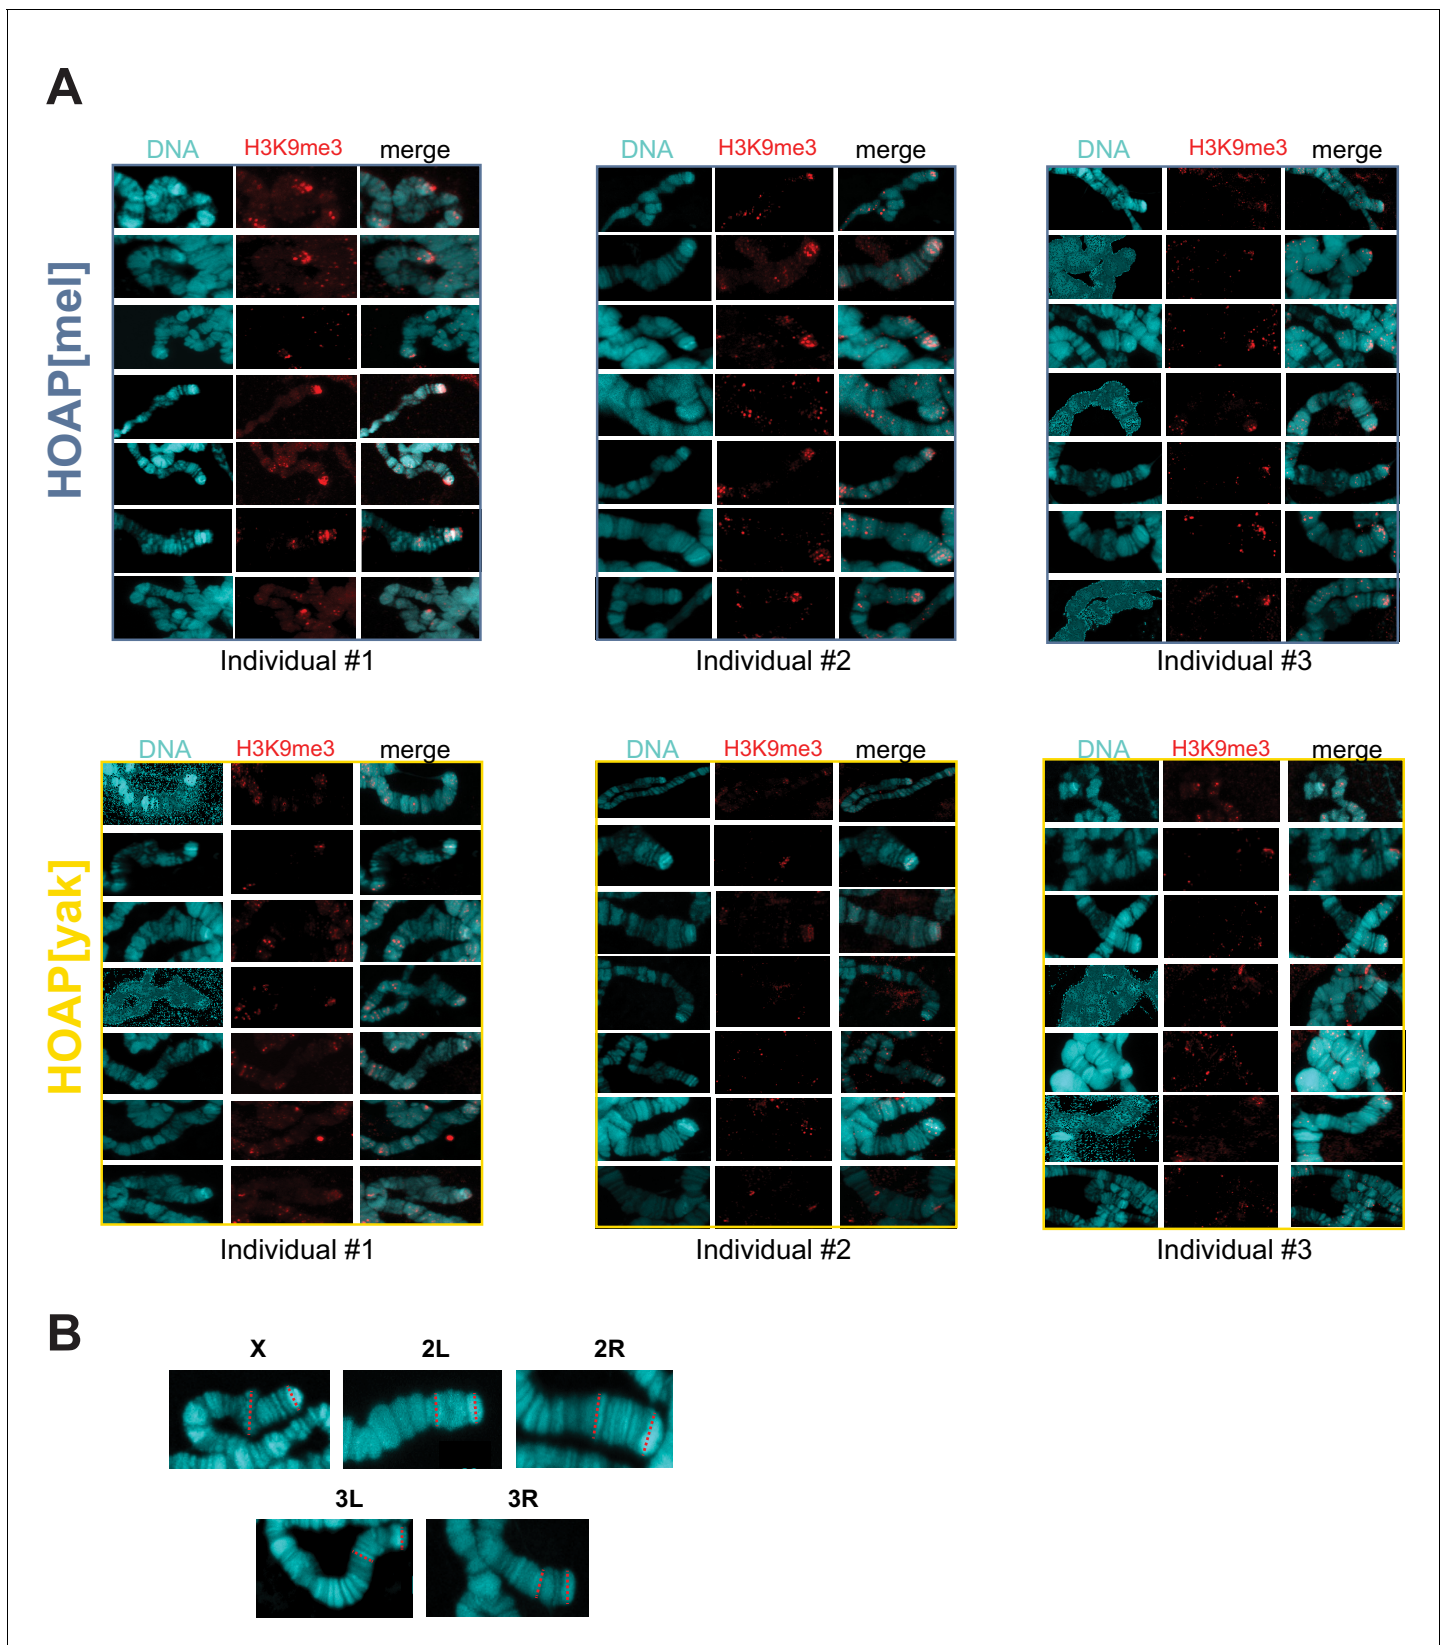 A
DNA H3K9me3 merge
DNA H3K9me3 merge
DNA H3K9me3 merge
HOAP[mel]
Individual #1
Individual #2
Individual #3
DNA H3K9me3 merge
DNA H3K9me3 merge
DNA H3K9me3 merge
HOAP[yak]
Individual #1
Individual #2
Individual #3
B
X
2L
2R
3L
3R